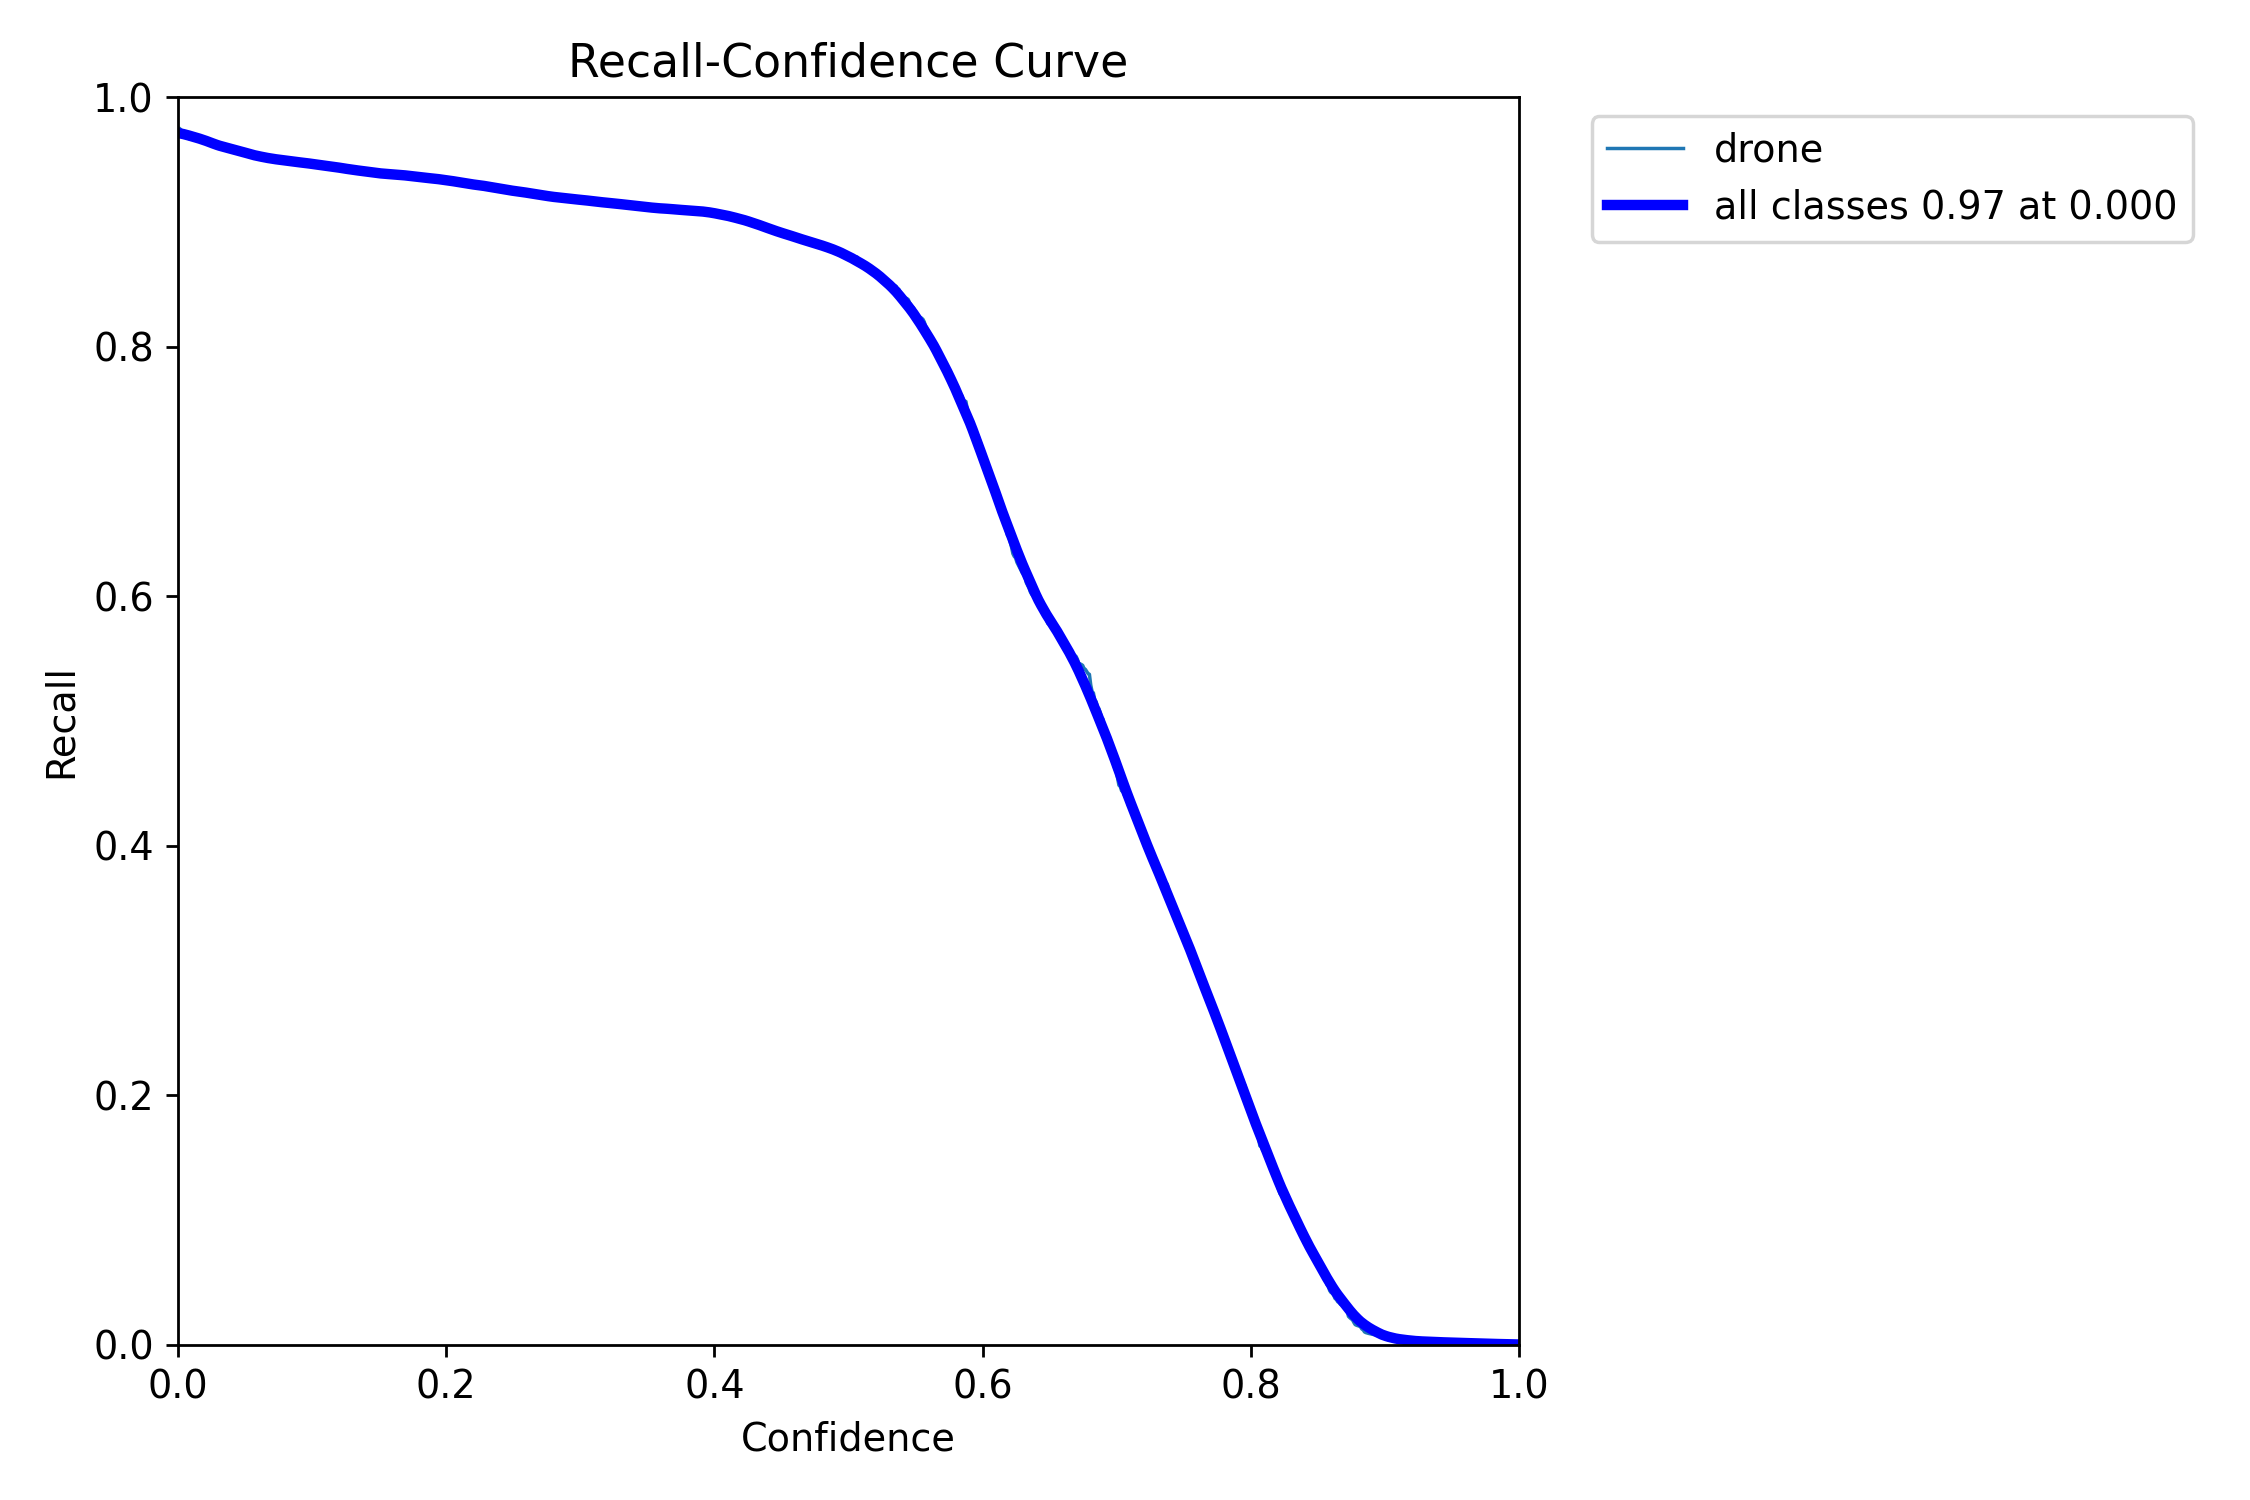 Recall-Confidence Curve
1.0
0.8
0.6
0.4
0.2
0.0
Recall
0.0 0.2 0.4 0.6 0.8 1.0
Confidence
drone
all classes 0.97 at 0.000